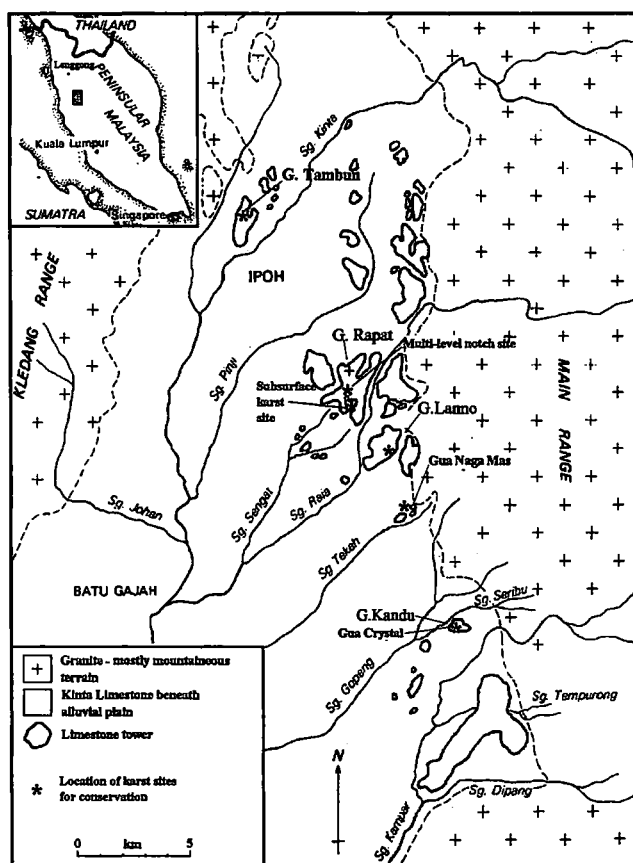 THAILAND
Lenggong
PENINSULAR
MALAYSIA
Kuala Lumpur
SUMATRA
Singapore
Sg. Kinta
G. Tambun
IPOH
KLEDANG RANGE
Sg. Pinji
G. Rapat
Multi-level notch site
Subsurface
karst
site
MAIN RANGE
G.Lanno
Gua Naga Mas
Sg. Johan
Sg. Sengat
Sg. Raia
Sg. Tekah
BATU GAJAH
Sg. Seribu
G.Kandu
Gua Crystal
Sg. Gopeng
Sg. Tempurong
Sg. Dipang
Sg. Kampar
Granite - mostly mountaineous
terrain
Kinta Limestone beneath
alluvial plain
Limestone tower
Location of karst sites
for conservation
N
0 km 5